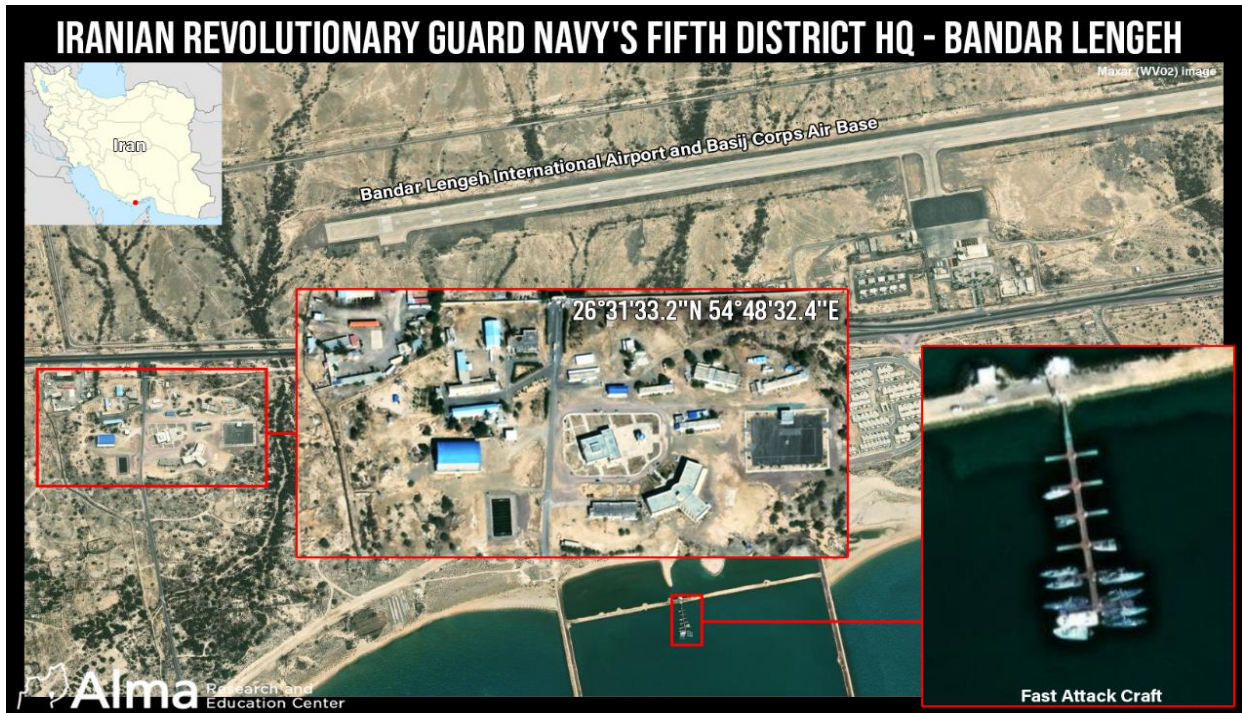 IRANIAN REVOLUTIONARY GUARD NAVY'S FIFTH DISTRICT HQ - BANDAR LENGEH
Maxar (WV02) image
Iran
Bandar Lengeh International Airport and Basij Corps Air Base
26°31'33.2"N 54°48'32.4"E
Fast Attack Craft
Alma Research and
Education Center